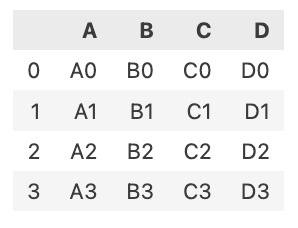 A B C D
0 A0 B0 C0 D0
1 A1 B1 C1 D1
2 A2 B2 C2 D2
3 A3 B3 C3 D3